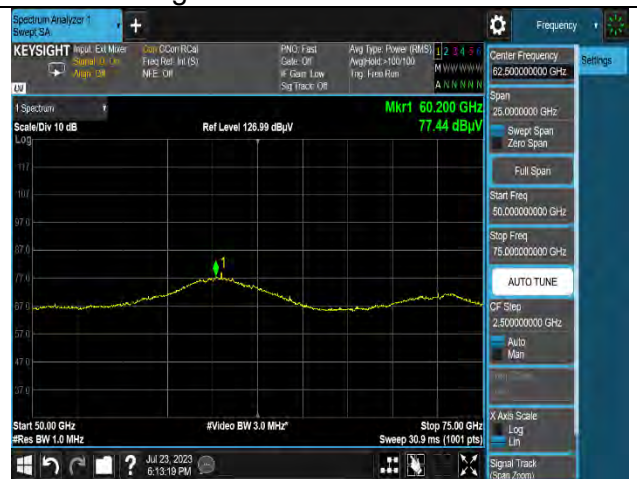 Spectrum Analyzer 1
Swept SA
+
Frequency
KEYSIGHT
Input: Ext Mixer
Signal ID: On
Align: Off
Corr CCorr RCal
Freq Ref: Int (S)
NFE: Off
PNO: Fast
Gate: Off
IF Gain: Low
Sig Track: Off
Avg Type: Power (RMS)
Avg|Hold:>100/100
Trig: Free Run
1 2 3 4 5 6
M W W W W W
A N N N N N
LXI
1 Spectrum
Scale/Div 10 dB
Log
Ref Level 126.99 dBµV
Mkr1 60.200 GHz
77.44 dBµV
117
107
97.0
87.0
77.0
67.0
57.0
47.0
37.0
1
Start 50.00 GHz
#Res BW 1.0 MHz
#Video BW 3.0 MHz*
Stop 75.00 GHz
Sweep 30.9 ms (1001 pts)
?
Jul 23, 2023
6:13:19 PM
Center Frequency
62.500000000 GHz
Settings
Span
25.0000000 GHz
Swept Span
Zero Span
Full Span
Start Freq
50.000000000 GHz
Stop Freq
75.000000000 GHz
AUTO TUNE
CF Step
2.500000000 GHz
Auto
Man
X Axis Scale
Log
Lin
Signal Track
(Span Zoom)